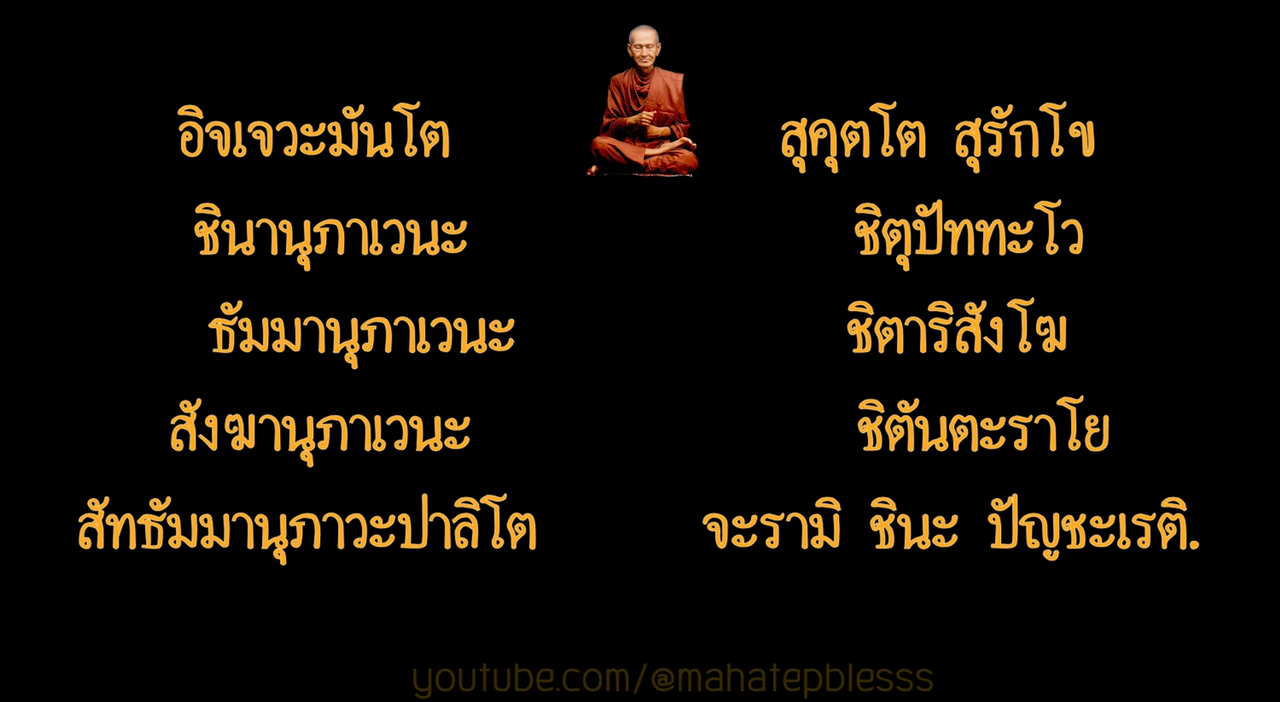 อิจเจวะมันโต สุคุตโต สุรักโข
ชินานุภาเวนะ ชิตุปัททะโว
ธัมมานุภาเวนะ ชิตาริสังโฆ
สังฆานุภาเวนะ ชิตันตะราโย
สัทธัมมานุภาวะปาลิโต จะรามิ ชินะ ปัญชะเรติ.
youtube.com/@mahatepblesss